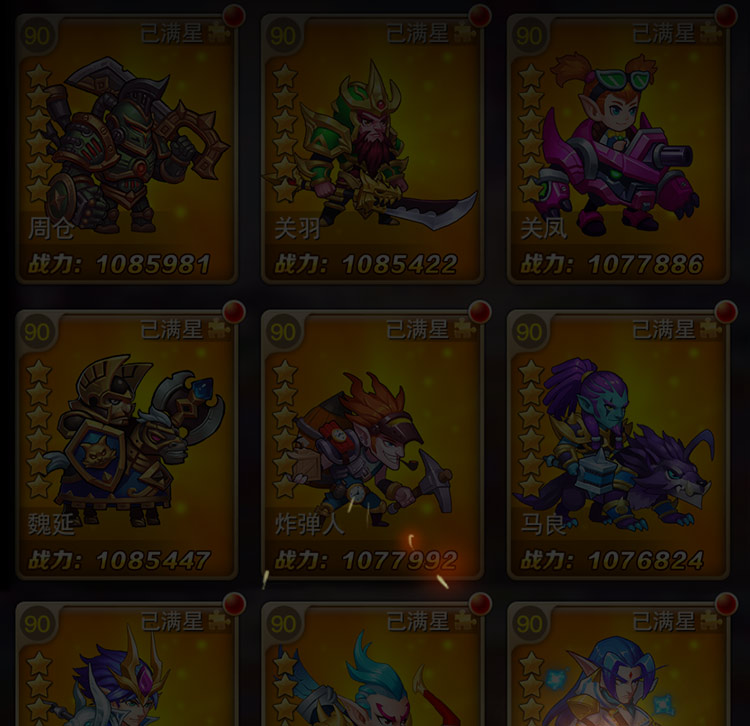 90 已满星
90 已满星
90 已满星
周仓
关羽
关凤
战力：1085981
战力：1085422
战力：1077886
90 已满星
90 已满星
90 已满星
魏延
炸弹人
马良
战力：1085447
战力：1077992
战力：1076824
90 已满星
90 已满星
90 已满星